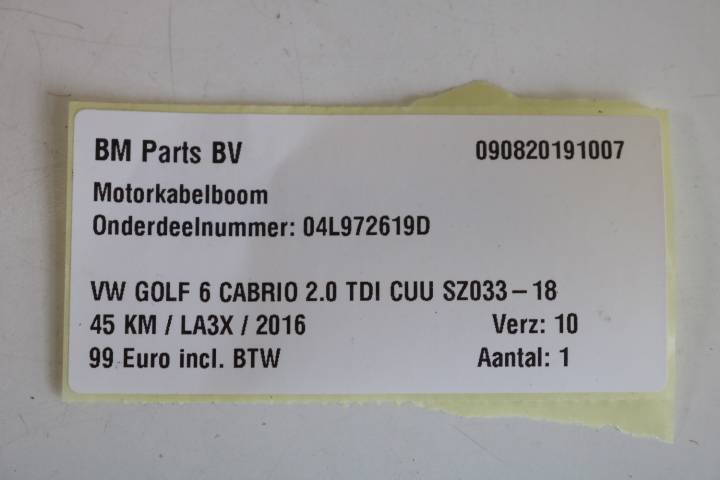 BM Parts BV 090820191007
Motorkabelboom
Onderdeelnummer: 04L972619D
VW GOLF 6 CABRIO 2.0 TDI CUU SZ033-18
45 KM / LA3X / 2016 Verz: 10
99 Euro incl. BTW Aantal: 1